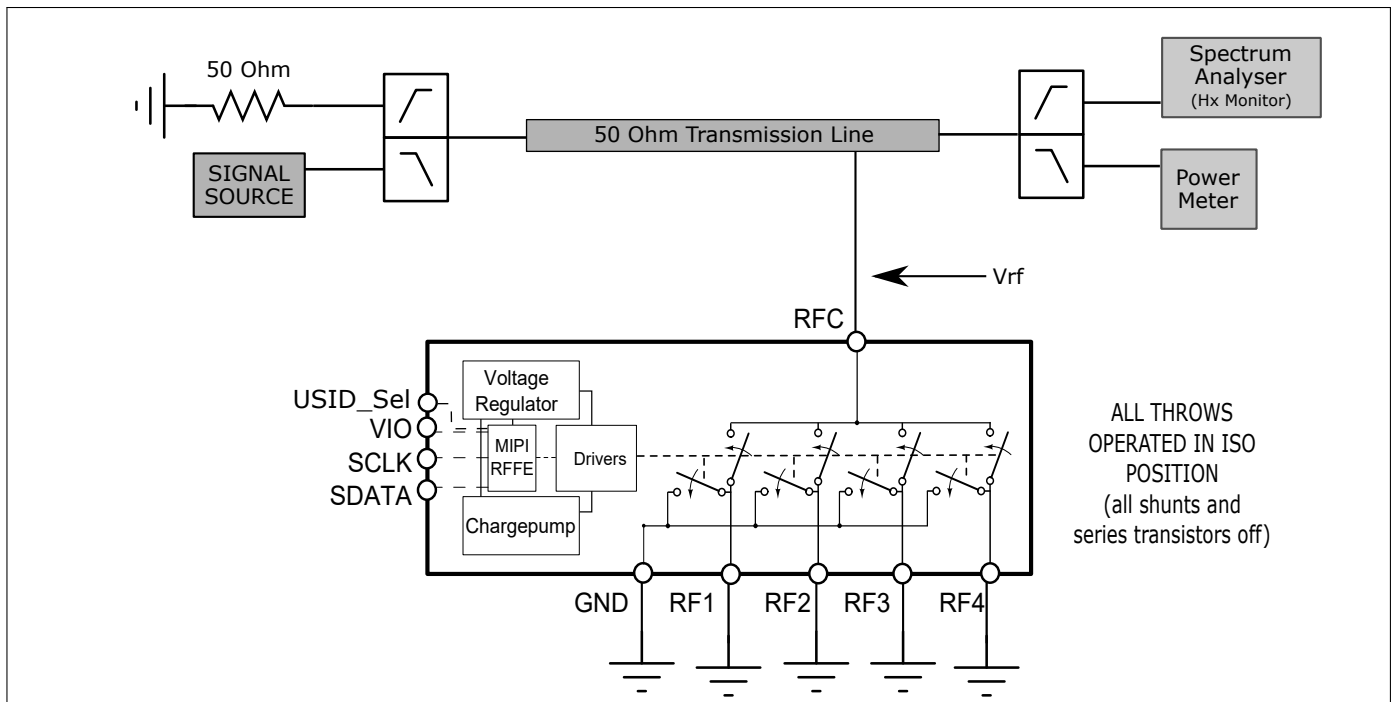 50 Ohm
SIGNAL
SOURCE
50 Ohm Transmission Line
Spectrum
Analyser
(Hx Monitor)
Power
Meter
Vrf
RFC
USID_Sel
VIO
SCLK
SDATA
Voltage
Regulator
MIPI
RFFE
Drivers
Chargepump
ALL THROWS
OPERATED IN ISO
POSITION
(all shunts and
series transistors off)
GND
RF1
RF2
RF3
RF4